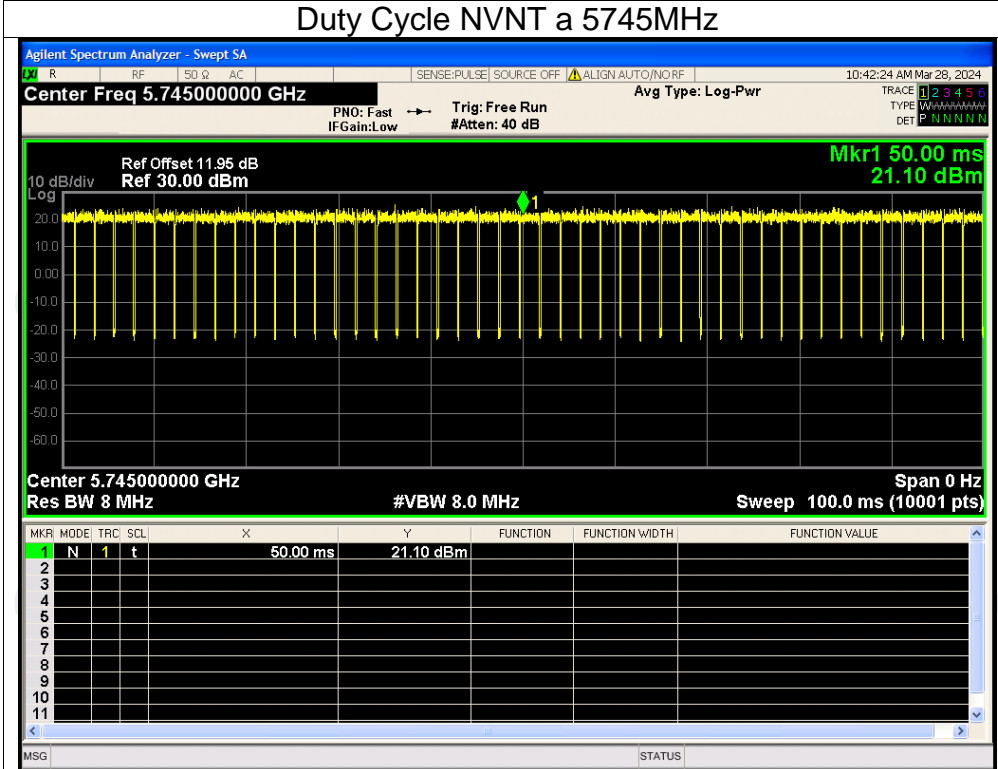 Duty Cycle NVNT a 5745MHz
Agilent Spectrum Analyzer - Swept SA
LXI R RF 50 Ω AC SENSE:PULSE SOURCE OFF ALIGN AUTO/NO RF 10:42:24 AM Mar 28, 2024
Center Freq 5.745000000 GHz Avg Type: Log-Pwr TRACE 1 2 3 4 5 6
PNO: Fast Trig: Free Run TYPE W
IFGain:Low #Atten: 40 dB DET P N N N N N
Mkr1 50.00 ms
21.10 dBm
Ref Offset 11.95 dB
10 dB/div Ref 30.00 dBm
Log
1
20.0
10.0
0.00
-10.0
-20.0
-30.0
-40.0
-50.0
-60.0
Center 5.745000000 GHz Span 0 Hz
Res BW 8 MHz #VBW 8.0 MHz Sweep 100.0 ms (10001 pts)
MKR MODE TRC SCL X Y FUNCTION FUNCTION WIDTH FUNCTION VALUE
1 N 1 t 50.00 ms 21.10 dBm
2
3
4
5
6
7
8
9
10
11
MSG STATUS